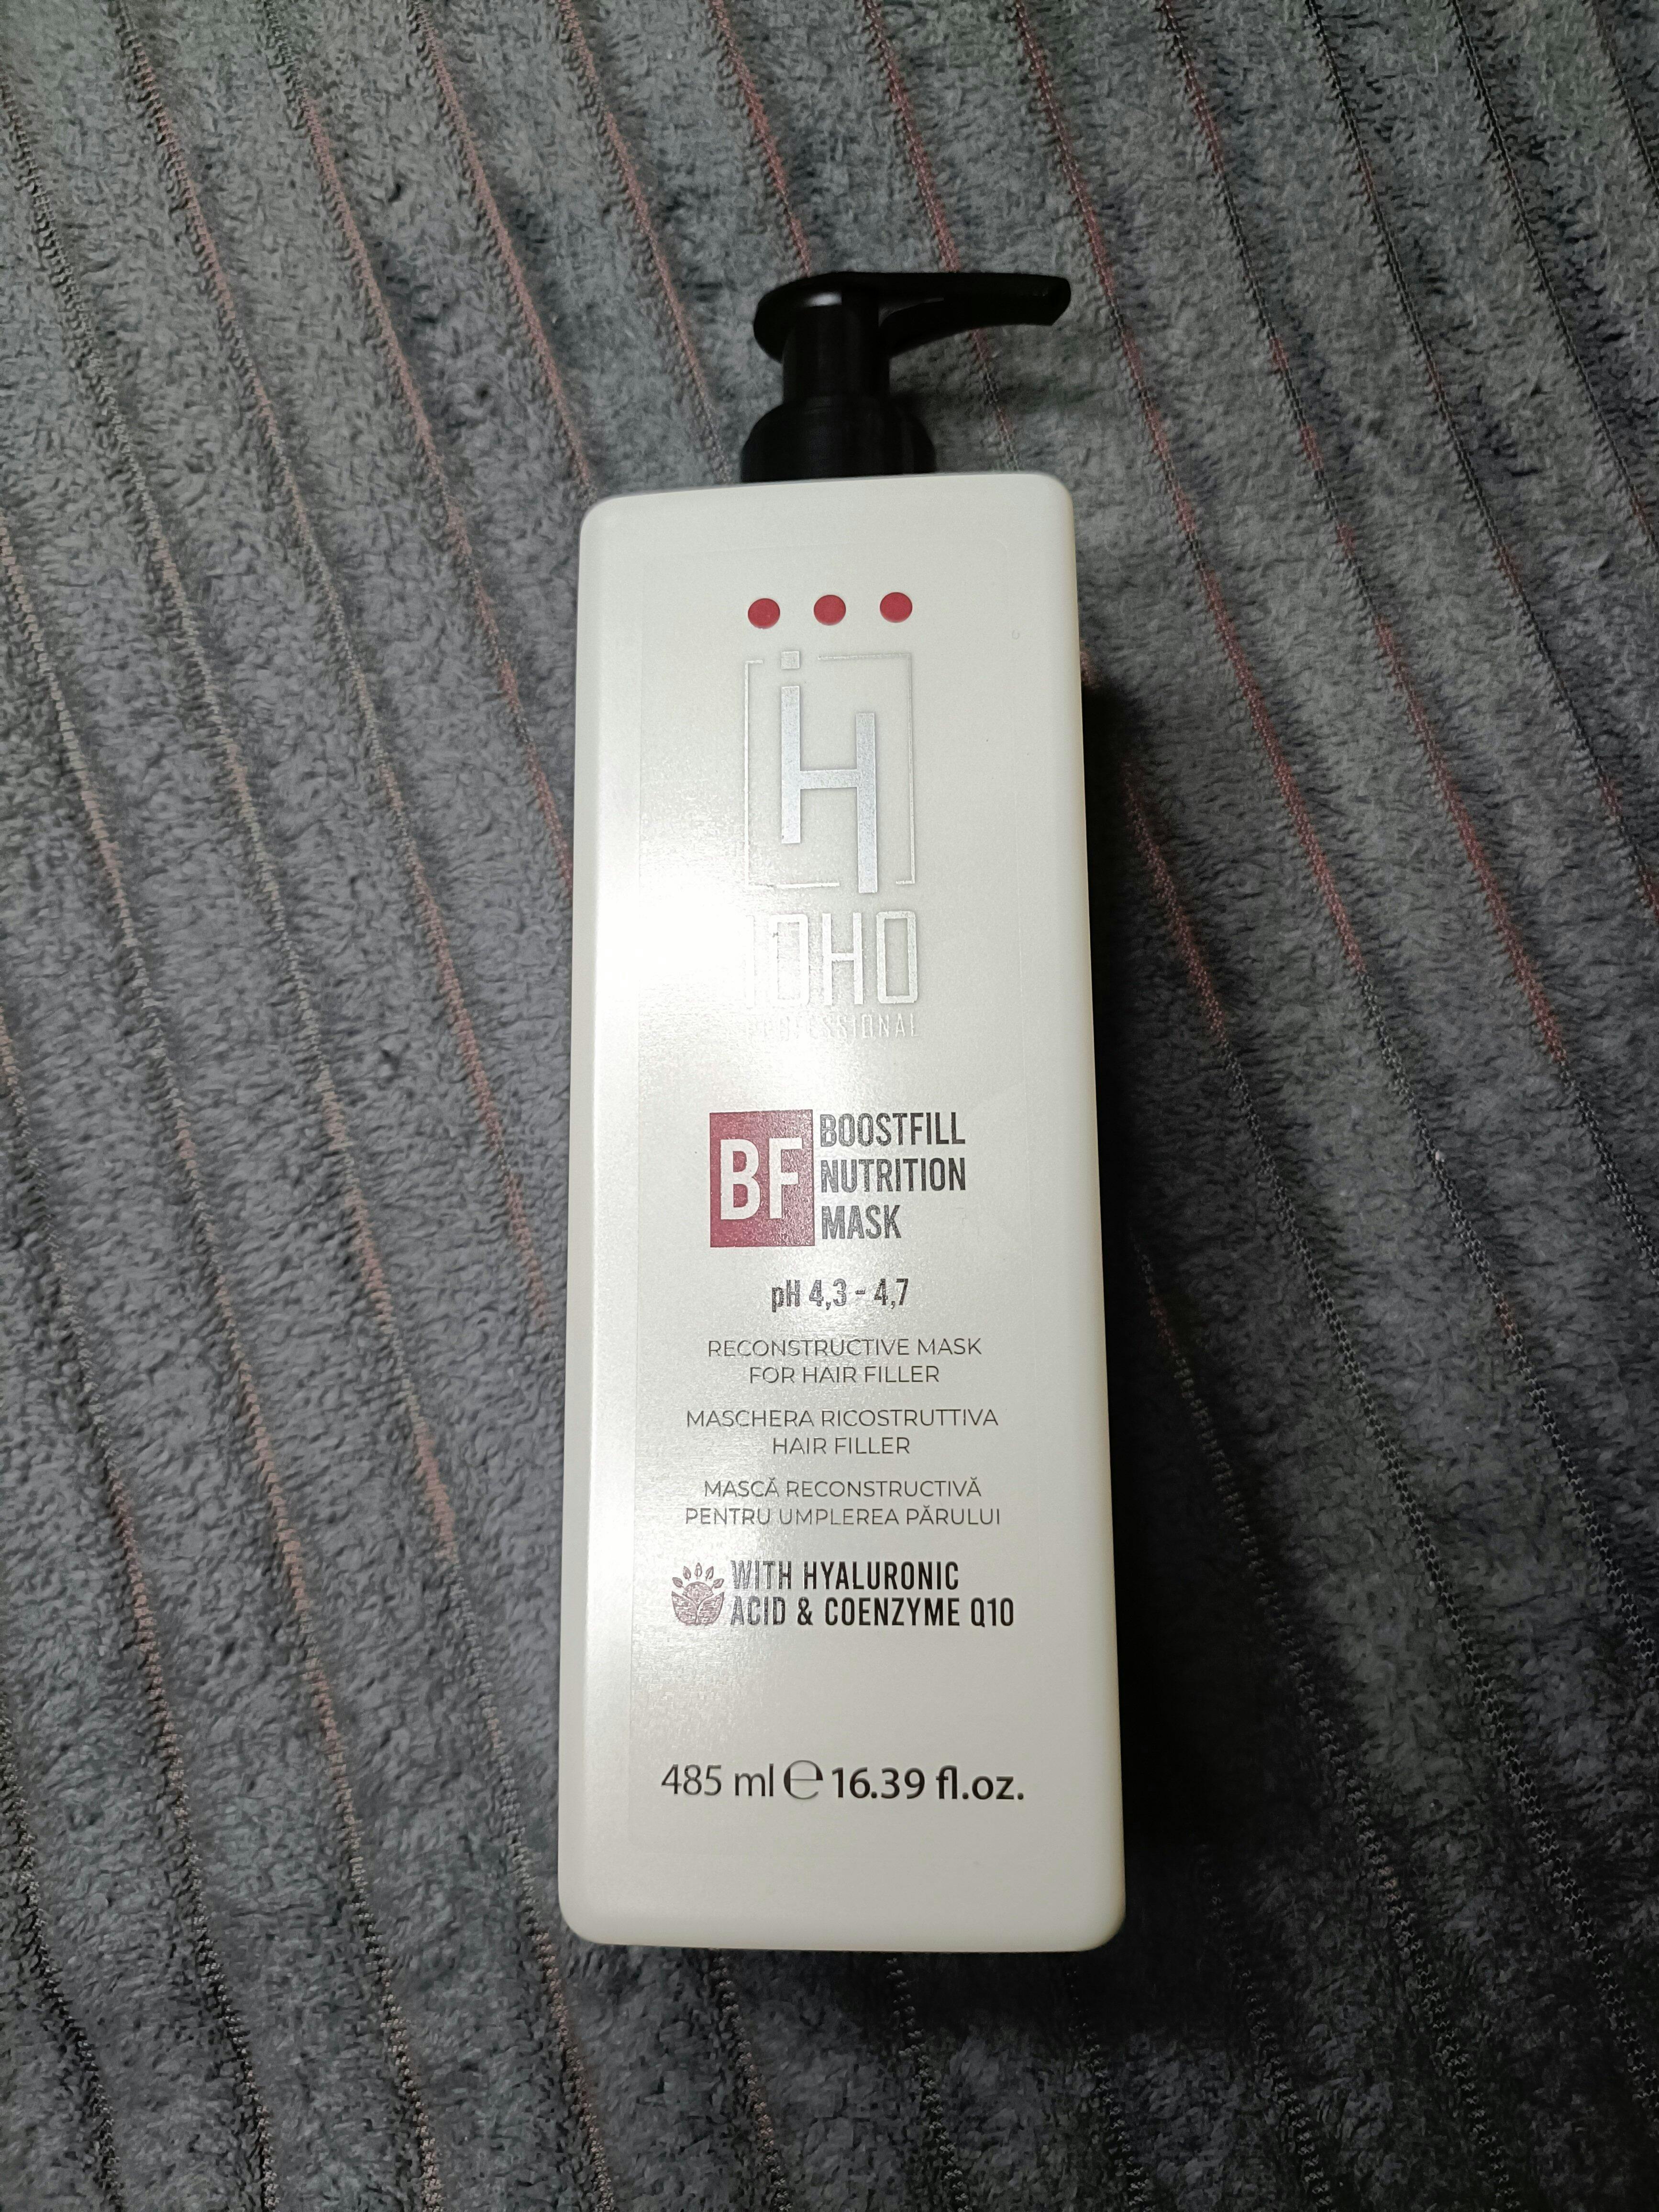 iH
IOHO
PROFESSIONAL
BF
BOOSTFILL
NUTRITION
MASK
pH 4,3 - 4,7
RECONSTRUCTIVE MASK
FOR HAIR FILLER
MASCHERA RICOSTRUTTIVA
HAIR FILLER
MASCĂ RECONSTRUCTIVĂ
PENTRU UMPLEREA PĂRULUI
WITH HYALURONIC
ACID & COENZYME Q10
485 ml ℮ 16.39 fl.oz.